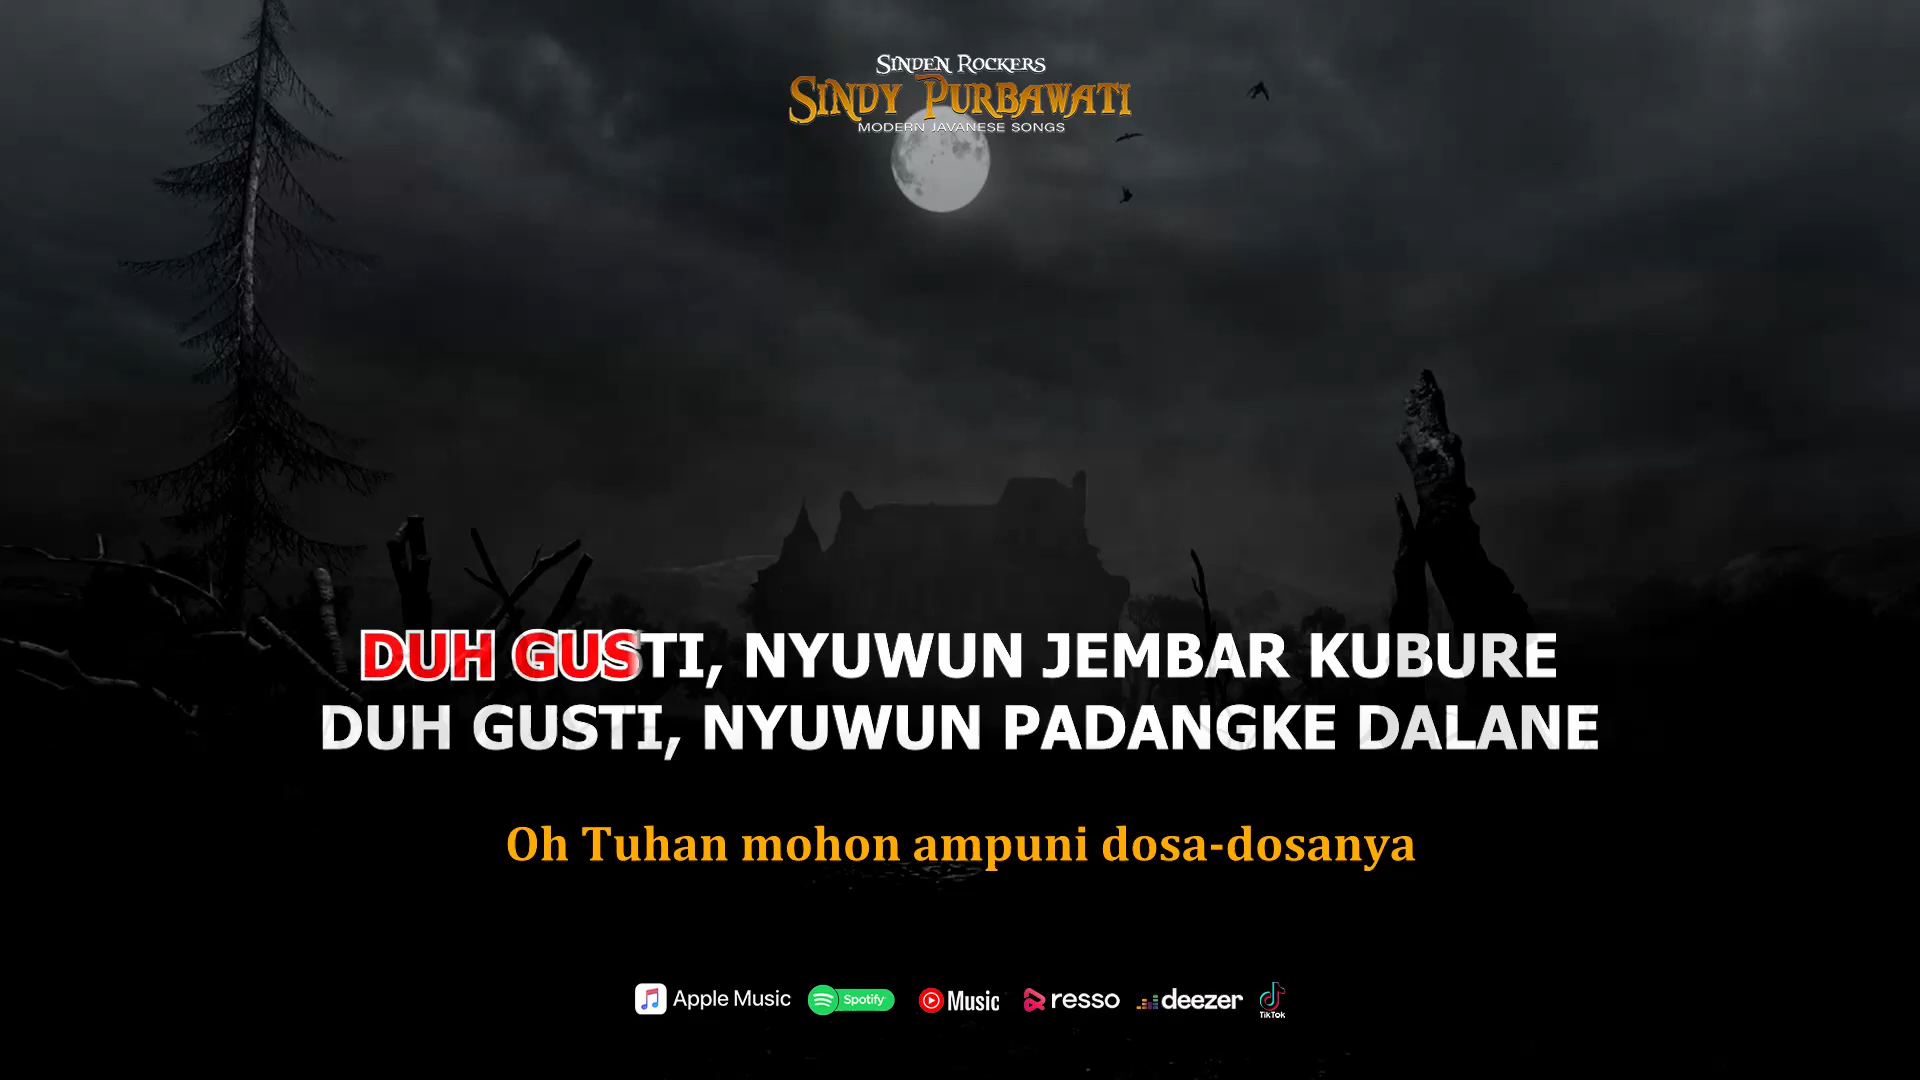 SINDEN ROCKERS
SINDY PURBAWATI
MODERN JAVANESE SONGS
DUH GUSTI, NYUWUN JEMBAR KUBURE
DUH GUSTI, NYUWUN PADANGKE DALANE
Oh Tuhan mohon ampuni dosa-dosanya
Apple Music Spotify Music resso deezer TikTok